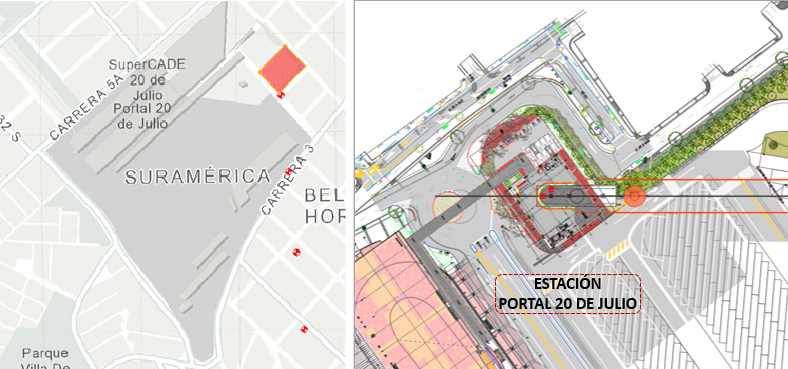 SuperCADE
20 de
Julio
Portal 20
de Julio
CARRERA 5A
32 S
SURAMÉRICA
CARRERA 3
BEL
HOR
Parque
Villa De
ESTACIÓN
PORTAL 20 DE JULIO